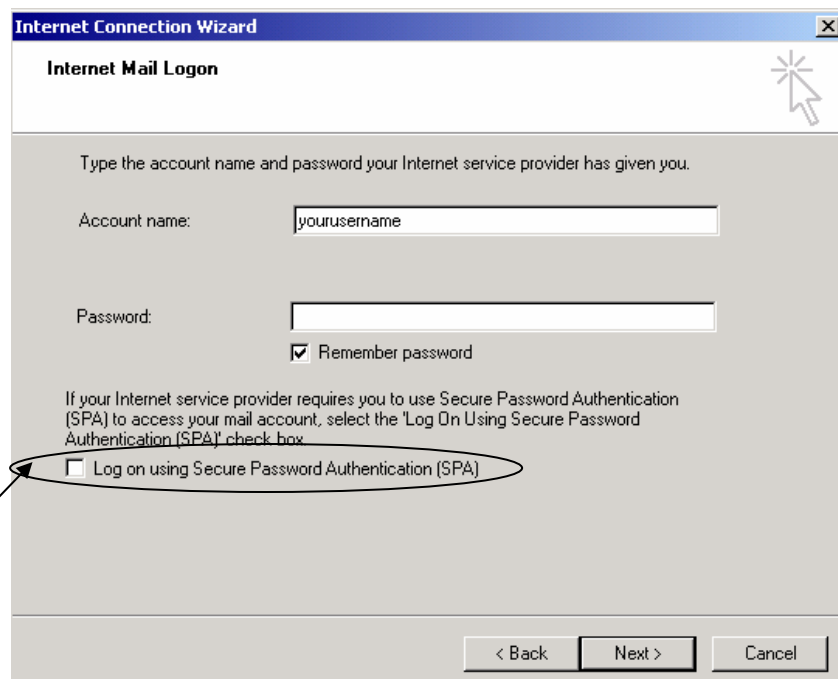 Internet Connection Wizard
Internet Mail Logon
Type the account name and password your Internet service provider has given you.
Account name:
yourusername
Password:
Remember password
If your Internet service provider requires you to use Secure Password Authentication
(SPA) to access your mail account, select the 'Log On Using Secure Password
Authentication (SPA)' check box.
Log on using Secure Password Authentication (SPA)
< Back
Next >
Cancel